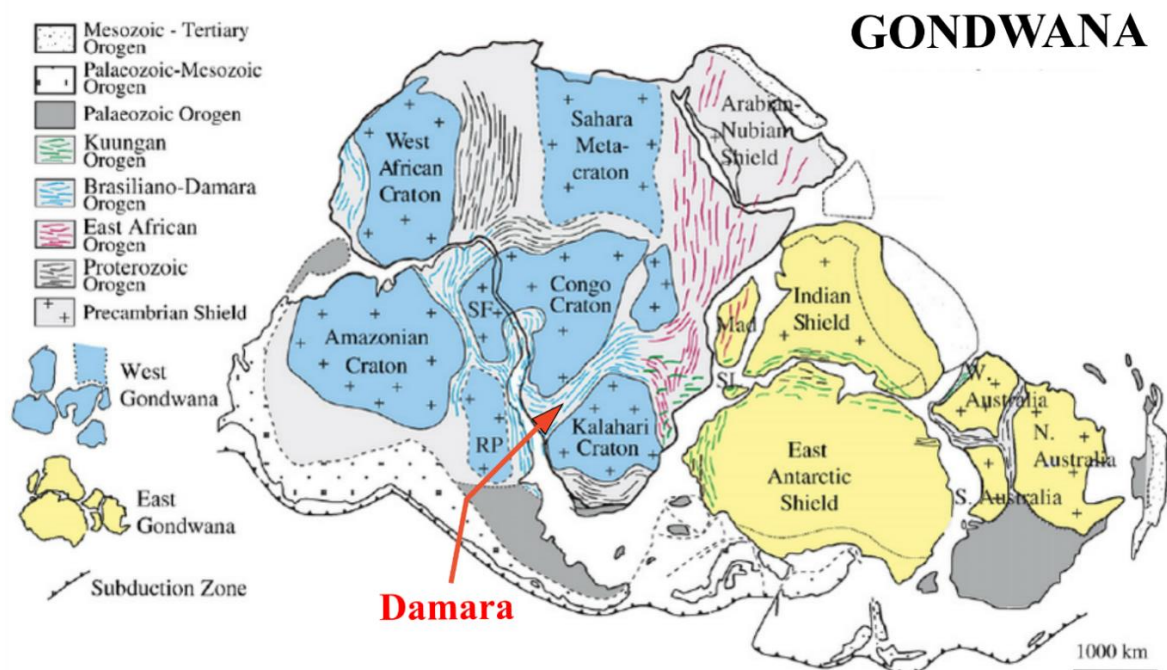 GONDWANA
Mesozoic - Tertiary
Orogen
Palaeozoic-Mesozoic
Orogen
Palaeozoic Orogen
Kuungan
Orogen
Brasiliano-Damara
Orogen
East African
Orogen
Proterozoic
Orogen
Precambrian Shield
West
Gondwana
East
Gondwana
Subduction Zone
West
African
Craton
Sahara
Meta-
craton
Arabian-
Nubian
Shield
Amazonian
Craton
SF
Congo
Craton
RP
Kalahari
Craton
Mad
Indian
Shield
East
Antarctic
Shield
W.
Australia
N.
Australia
S. Australia
Damara
1000 km